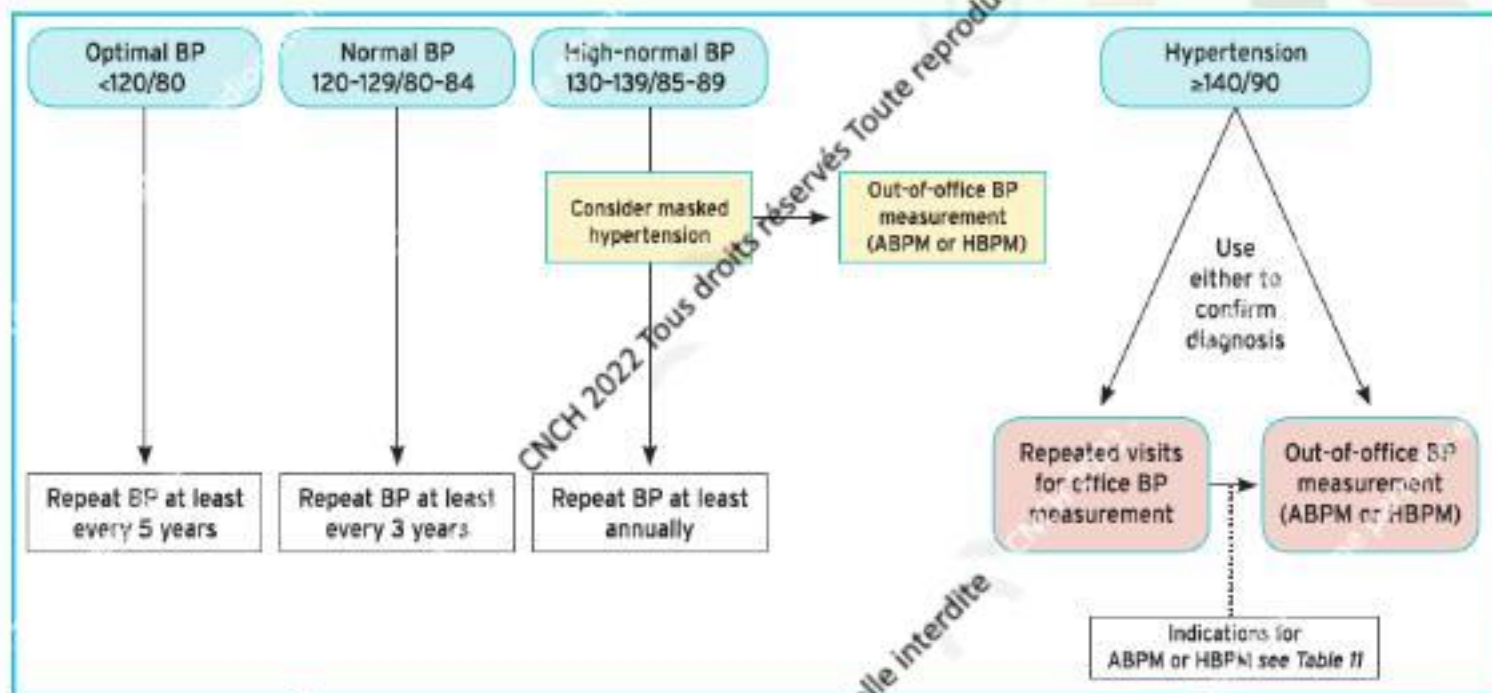 Optimal BP
<120/80
Normal BP
120-129/80-84
High-normal BP
130-139/85-89
Hypertension
≥140/90
Consider masked
hypertension
Out-of-office BP
measurement
(ABPM or HBPM)
Use
either to
confirm
diagnosis
Repeat BP at least
every 5 years
Repeat BP at least
every 3 years
Repeat BP at least
annually
Repeated visits
for office BP
measurement
Out-of-office BP
measurement
(ABPM or HBPM)
Indications for
ABPM or HBPM see Table 11
CNCH 2022 Tous droits réservés Toute reprodu
elle interdite